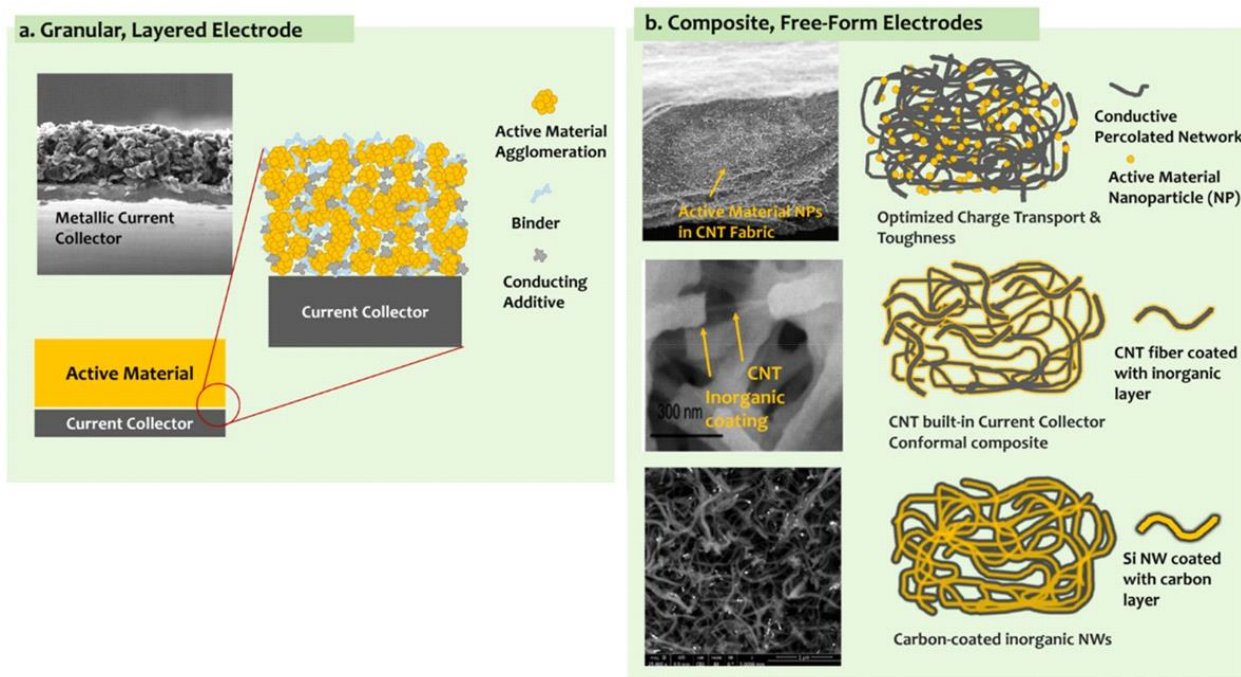 a. Granular, Layered Electrode
Metallic Current
Collector
Active Material
Agglomeration
Binder
Conducting
Additive
Current Collector
Active Material
Current Collector
b. Composite, Free-Form Electrodes
Active Material NPs
in CNT Fabric
Conductive
Percolated Network
Active Material
Nanoparticle (NP)
Optimized Charge Transport &
Toughness
CNT
Inorganic
coating
300 nm
CNT fiber coated
with inorganic
layer
CNT built-in Current Collector
Conformal composite
Si NW coated
with carbon
layer
Carbon-coated inorganic NWs